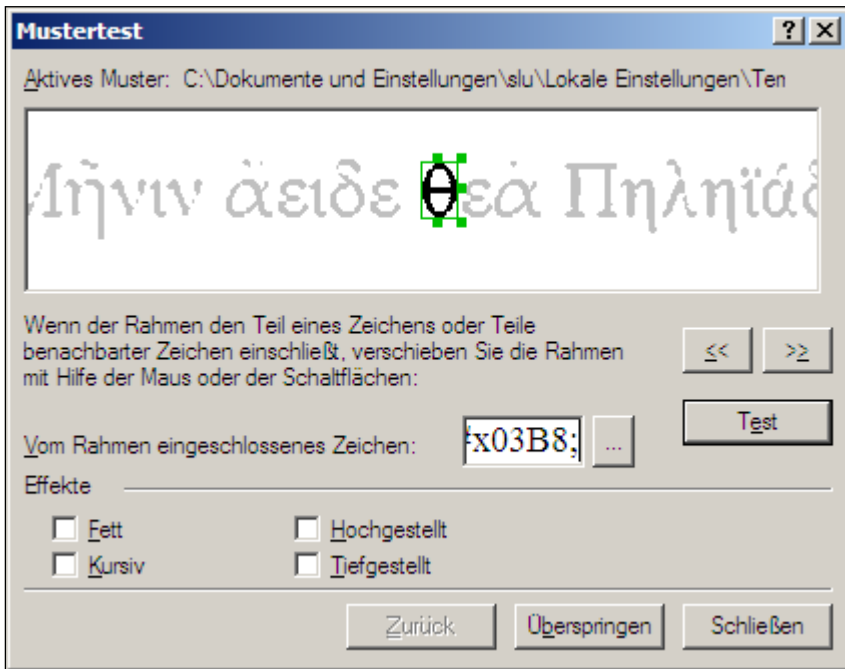 Mustertest
Aktives Muster: C:\Dokumente und Einstellungen\slu\Lokale Einstellungen\Ten
Μῆνιν ἄειδε θεὰ Πηληϊάδ
Wenn der Rahmen den Teil eines Zeichens oder Teile
benachbarter Zeichen einschließt, verschieben Sie die Rahmen
mit Hilfe der Maus oder der Schaltflächen:
<< >>
Test
Vom Rahmen eingeschlossenes Zeichen: #x03B8; ...
Effekte
Fett Hochgestellt
Kursiv Tiefgestellt
Zurück Überspringen Schließen